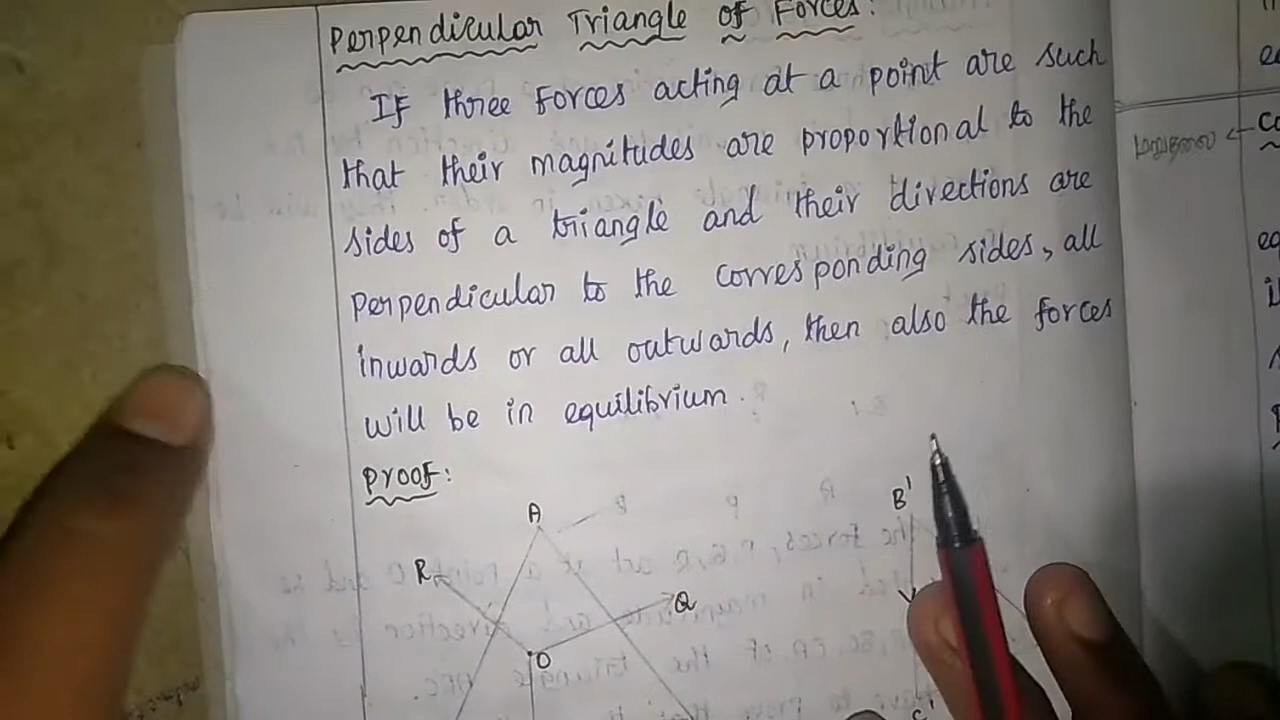 Perpendicular Triangle of Forces:
If three forces acting at a point are such
that their magnitudes are proportional to the
sides of a triangle and their directions are
perpendicular to the corresponding sides, all
inwards or all outwards, then also the forces
will be in equilibrium.
Proof:
A
B'
R
Q
O
C'